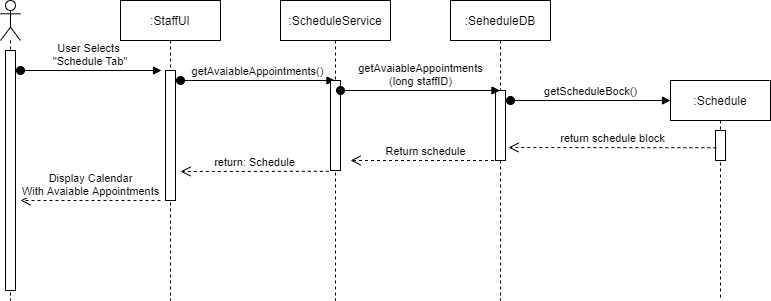 :StaffUI
:ScheduleService
:SeheduleDB
User Selects
"Schedule Tab"
getAvaiableAppointments()
getAvaiableAppointments
(long staffID)
getScheduleBock()
:Schedule
return schedule block
Return schedule
return: Schedule
Display Calendar
With Avaiable Appointments